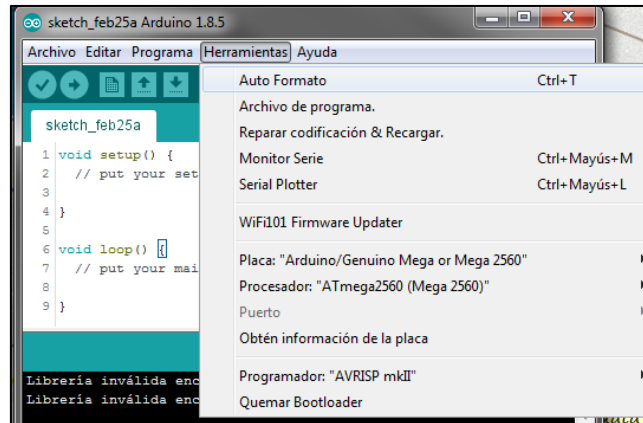 sketch_feb25a Arduino 1.8.5
Archivo Editar Programa Herramientas Ayuda
Auto Formato Ctrl+T
Archivo de programa.
Reparar codificación & Recargar.
Monitor Serie Ctrl+Mayús+M
Serial Plotter Ctrl+Mayús+L
WiFi101 Firmware Updater
Placa: "Arduino/Genuino Mega or Mega 2560"
Procesador: "ATmega2560 (Mega 2560)"
Puerto
Obtén información de la placa
Programador: "AVRISP mkII"
Quemar Bootloader
sketch_feb25a
1 void setup() {
2 // put your set
3
4 }
5
6 void loop() {
7 // put your mai
8
9 }
Librería inválida enc
Librería inválida enc